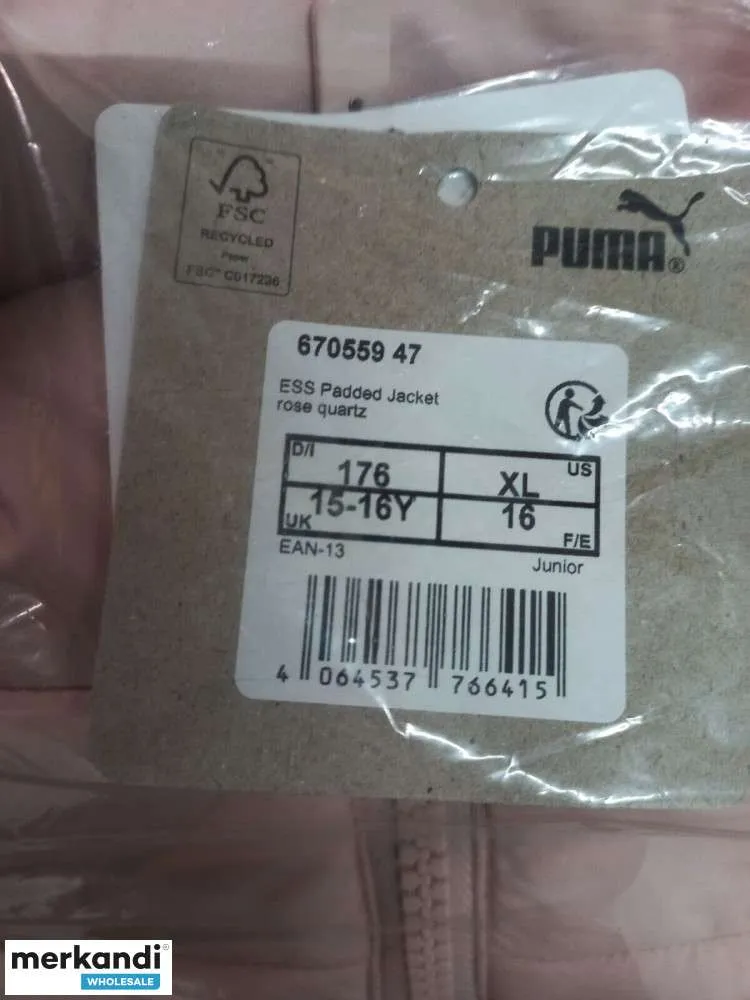 FSC
RECYCLED
Paper
FSC® C017236
PUMA®
670559 47
ESS Padded Jacket
rose quartz
D/I
176
XL
US
15-16Y
16
UK
F/E
EAN-13
Junior
4 064537 766415
merkandi®
WHOLESALE